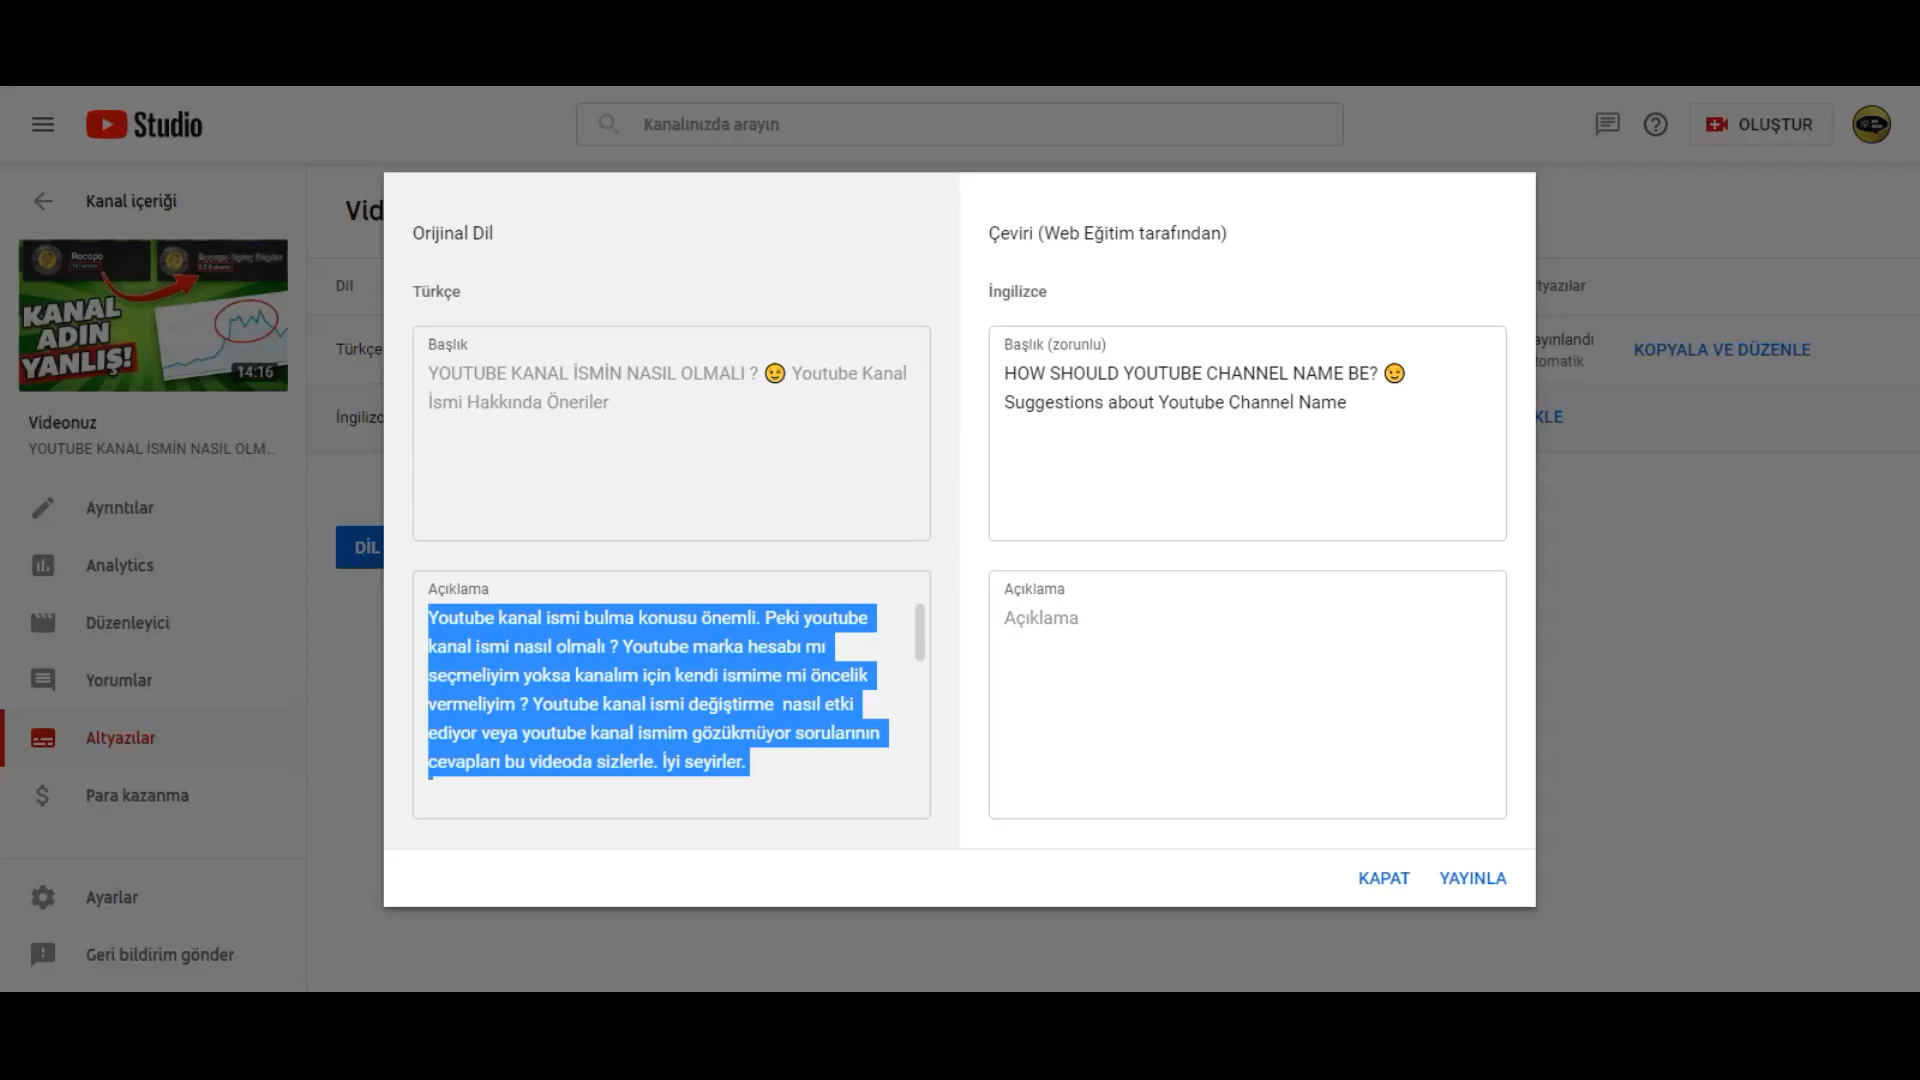 Studio
Kanalınızda arayın
OLUŞTUR
Kanal içeriği
Rocopo
KANAL
ADIN
YANLIŞ!
14:16
Videonuz
YOUTUBE KANAL İSMİN NASIL OLM...
Ayrıntılar
Analytics
Düzenleyici
Yorumlar
Altyazılar
Para kazanma
Ayarlar
Geri bildirim gönder
Vid
Dil
Türkçe
İngilizc
DİL
Orijinal Dil
Türkçe
Başlık
YOUTUBE KANAL İSMİN NASIL OLMALI ? 😉 Youtube Kanal
İsmi Hakkında Öneriler
Açıklama
Youtube kanal ismi bulma konusu önemli. Peki youtube
kanal ismi nasıl olmalı ? Youtube marka hesabı mı
seçmeliyim yoksa kanalım için kendi ismime mi öncelik
vermeliyim ? Youtube kanal ismi değiştirme  nasıl etki
ediyor veya youtube kanal ismim gözükmüyor sorularının
cevapları bu videoda sizlerle. İyi seyirler.
Çeviri (Web Eğitim tarafından)
İngilizce
Başlık (zorunlu)
HOW SHOULD YOUTUBE CHANNEL NAME BE? 😉
Suggestions about Youtube Channel Name
Açıklama
Açıklama
KAPAT YAYINLA
tyazılar
ayınlandı
tomatik
KOPYALA VE DÜZENLE
KLE